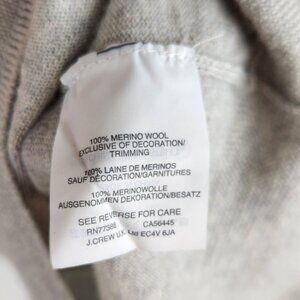 100% MERINO WOOL
EXCLUSIVE OF DECORATION/
TRIMMING
100% LAINE DE MERINOS
SAUF DÉCORATION/GARNITURES
100% MERINOWOLLE
AUSGENOMMEN DEKORATION/BESATZ
SEE REVERSE FOR CARE
RN77388 CA56445
J.CREW U.K. Ltd EC4V 6JA